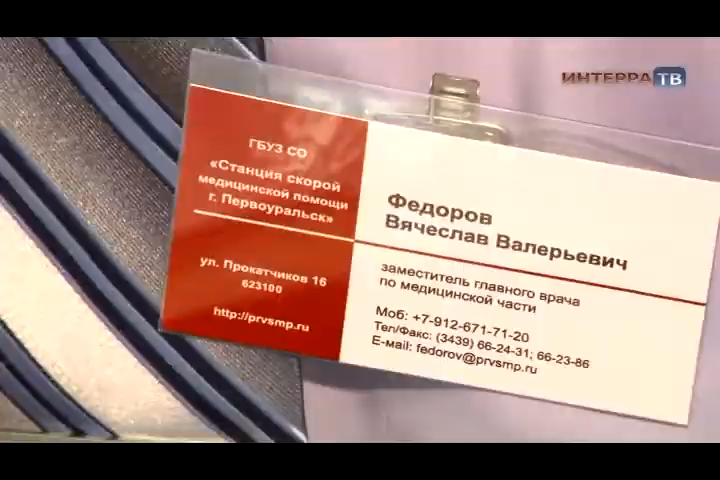 ИНТЕРРА ТВ
ГБУЗ СО
«Станция скорой
медицинской помощи
г. Первоуральск»
ул. Прокатчиков 16
623100
http://prvsmp.ru
Федоров
Вячеслав Валерьевич
заместитель главного врача
по медицинской части
Моб: +7-912-671-71-20
Тел/Факс: (3439) 66-24-31; 66-23-86
Е-маил: fedorov@prvsmp.ru